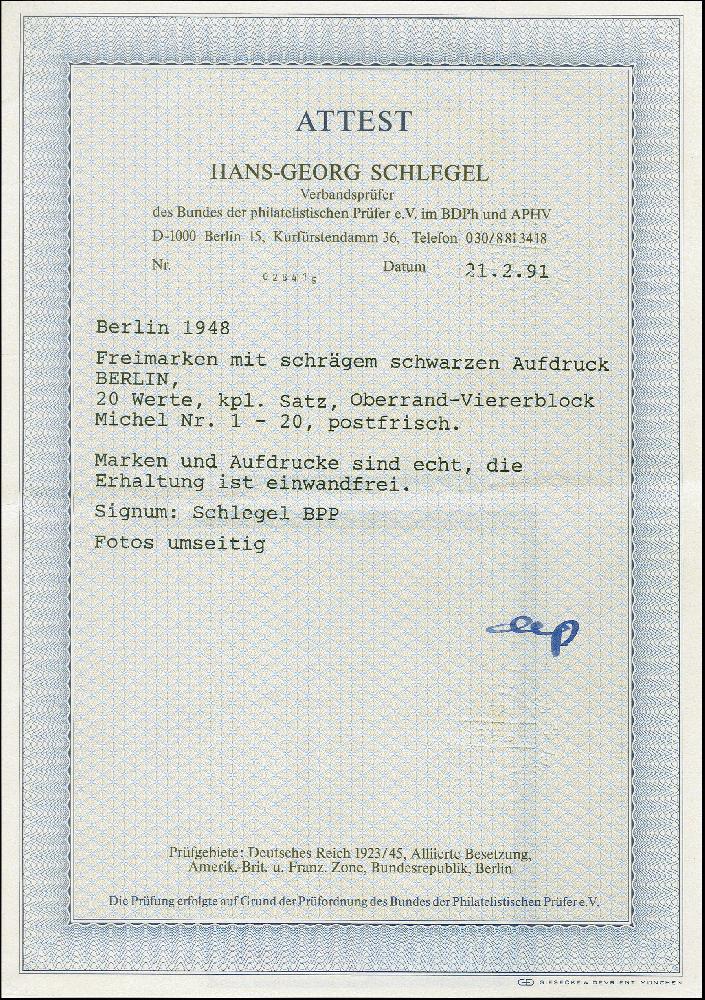 ATTEST
HANS-GEORG SCHLEGEL
Verbandsprüfer
des Bundes der philatelistischen Prüfer e.V. im BDPh und APHV
D-1000 Berlin 15, Kurfürstendamm 36, Telefon 030/8813418
Nr. Datum 21.2.91
Berlin 1948
Freimarken mit schrägem schwarzen Aufdruck
BERLIN,
20 Werte, kpl. Satz, Oberrand-Viererblock
Michel Nr. 1 - 20, postfrisch.
Marken und Aufdrucke sind echt, die
Erhaltung ist einwandfrei.
Signum: Schlegel BPP
Fotos umseitig
Prüfgebiete: Deutsches Reich 1923/45, Alliierte Besetzung,
Amerik. Brit. u. Franz. Zone, Bundesrepublik, Berlin
Die Prüfung erfolgte auf Grund der Prüfordnung des Bundes der Philatelistischen Prüfer e.V.
GIESECKE & DEVRIENT MÜNCHEN